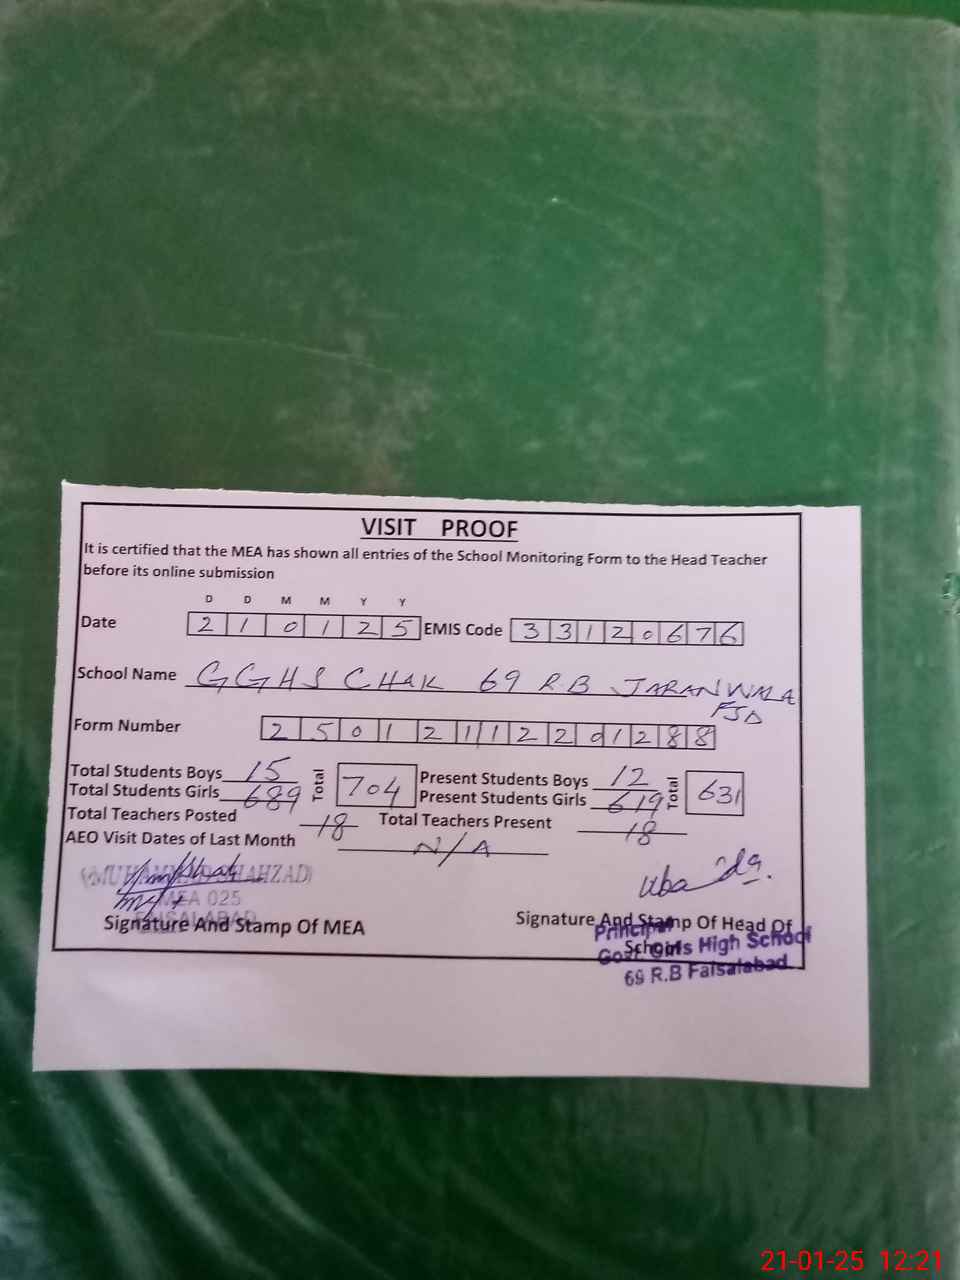 VISIT PROOF
It is certified that the MEA has shown all entries of the School Monitoring Form to the Head Teacher
before its online submission
D D M M Y Y
Date 2 1 0 1 2 5 EMIS Code 3 3 1 2 0 6 7 6
School Name GGHS CHAK 69 RB JARANWALA
FSD
Form Number 2 5 0 1 2 1 1 2 2 0 1 2 8 8
Total Students Boys 15 Total 704 Present Students Boys 12 Total 631
Total Students Girls 689 Present Students Girls 619
Total Teachers Posted 18 Total Teachers Present 18
AEO Visit Dates of Last Month N/A
(MUHAMMAD SHAHZAD)
MEA 025
FAISALABAD
Signature And Stamp Of MEA Signature And Stamp Of Head Of
School
Principal
Govt. Girls High School
69 R.B Faisalabad
21-01-25 12:21